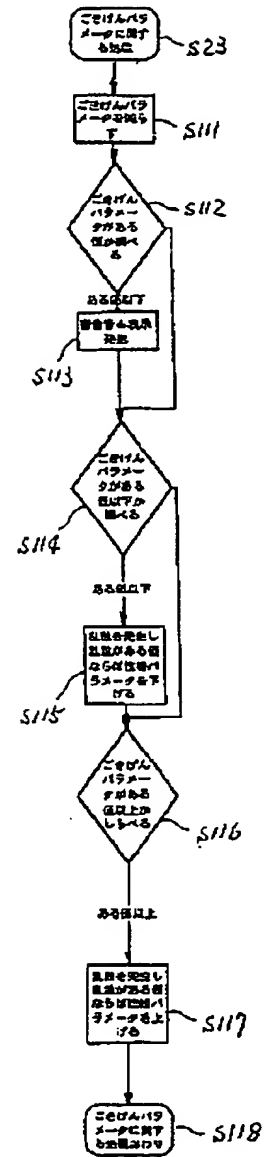 ごきげんパラ
メータに関す
る処理
S23
ごきげんパラ
メータを減ら
す
S111
ごきげん
パラメー
タがある
値か調べ
る
S112
ある値以下
発生
S113
ごきげん
パラメー
タがある
値以下か
調べる
S114
ある値以下
乱数を発生し
乱数がある値
ならば性格パ
ラメータを下
げる
S115
ごきげん
パラメー
タがある
値以上か
しらべる
S116
ある値以上
乱数を発生し
乱数がある値
ならば性格パ
ラメータを上
げる
S117
ごきげんパラ
メータに関す
る処理おわり
S118